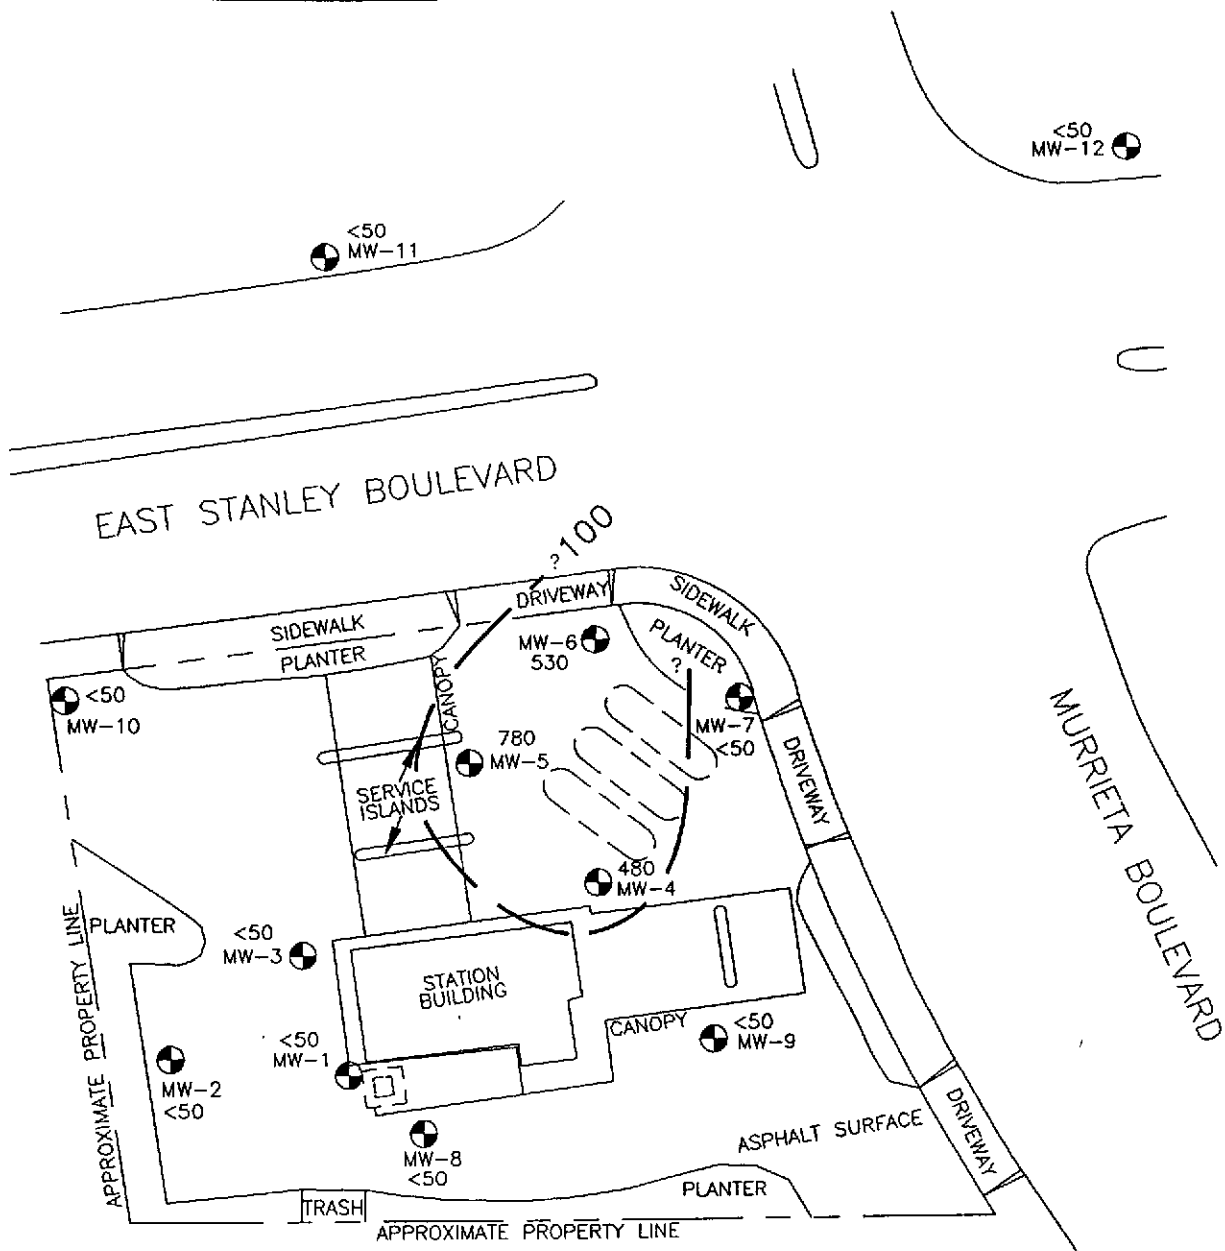 <50
MW-12
<50
MW-11
EAST STANLEY BOULEVARD
?100
DRIVEWAY
SIDEWALK
SIDEWALK
PLANTER
MW-6
530
PLANTER
?
CANOPY
<50
MW-10
MW-7
<50
780
MW-5
DRIVEWAY
SERVICE
ISLANDS
MURRIETA BOULEVARD
480
MW-4
PLANTER
<50
MW-3
STATION
BUILDING
APPROXIMATE PROPERTY LINE
CANOPY
<50
MW-9
<50
MW-1
MW-2
<50
MW-8
<50
ASPHALT SURFACE
DRIVEWAY
PLANTER
TRASH
APPROXIMATE PROPERTY LINE